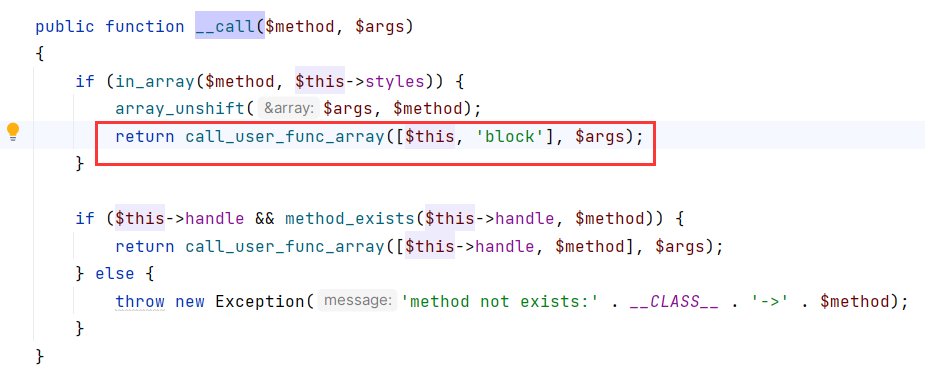 public function __call($method, $args)
{
    if (in_array($method, $this->styles)) {
        array_unshift( &array: $args, $method);
        return call_user_func_array([$this, 'block'], $args);
    }

    if ($this->handle && method_exists($this->handle, $method)) {
        return call_user_func_array([$this->handle, $method], $args);
    } else {
        throw new Exception( message: 'method not exists:' . __CLASS__ . '->' . $method);
    }
}